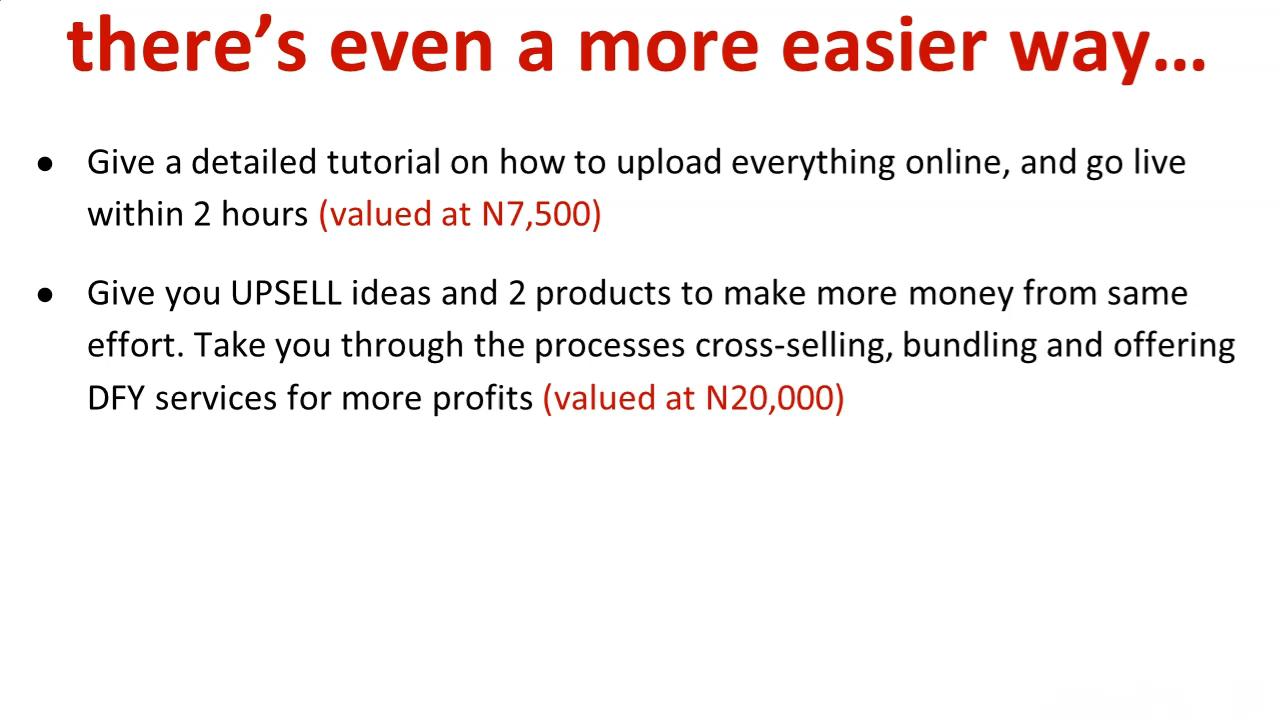 there’s even a more easier way…
● Give a detailed tutorial on how to upload everything online, and go live
within 2 hours (valued at N7,500)
● Give you UPSELL ideas and 2 products to make more money from same
effort. Take you through the processes cross-selling, bundling and offering
DFY services for more profits (valued at N20,000)